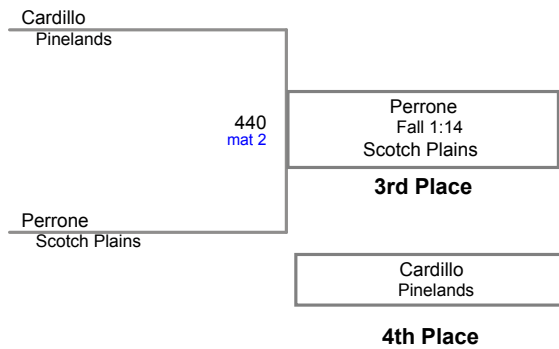 Cardillo
Pinelands
440
mat 2
Perrone
Fall 1:14
Scotch Plains
3rd Place
Perrone
Scotch Plains
Cardillo
Pinelands
4th Place